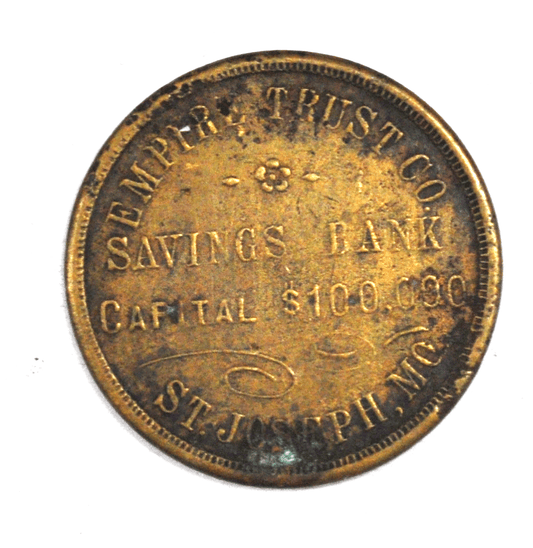 EMPIRE TRUST CO.
SAVINGS BANK
CAPITAL $100,000
ST. JOSEPH, MO.